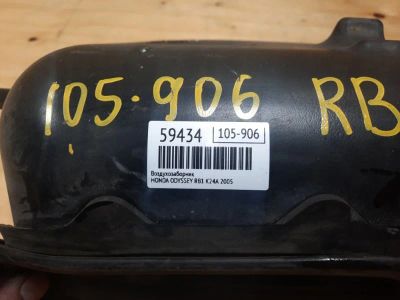 105-906 RB
59434 105-906
Воздухозаборник
HONDA ODYSSEY RB1 K24A 2005